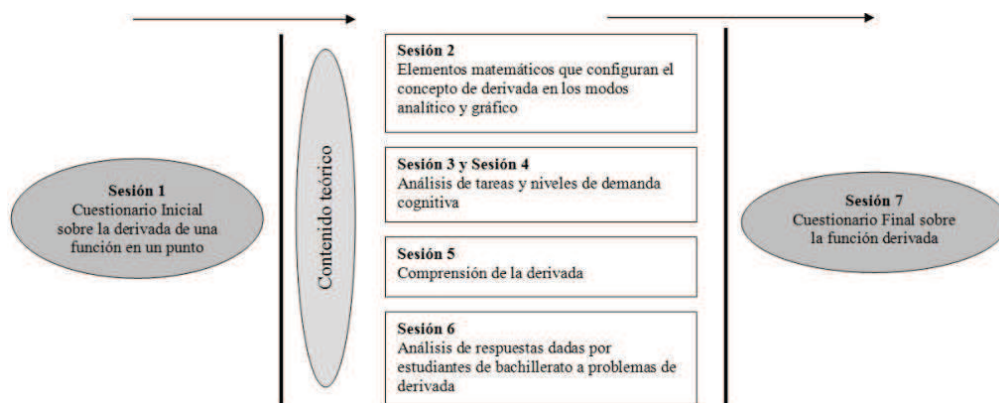 Sesión 1
Cuestionario Inicial
sobre la derivada de una
función en un punto
Contenido teórico
Sesión 2
Elementos matemáticos que configuran el
concepto de derivada en los modos
analítico y gráfico
Sesión 3 y Sesión 4
Análisis de tareas y niveles de demanda
cognitiva
Sesión 5
Comprensión de la derivada
Sesión 6
Análisis de respuestas dadas por
estudiantes de bachillerato a problemas de
derivada
Sesión 7
Cuestionario Final sobre
la función derivada